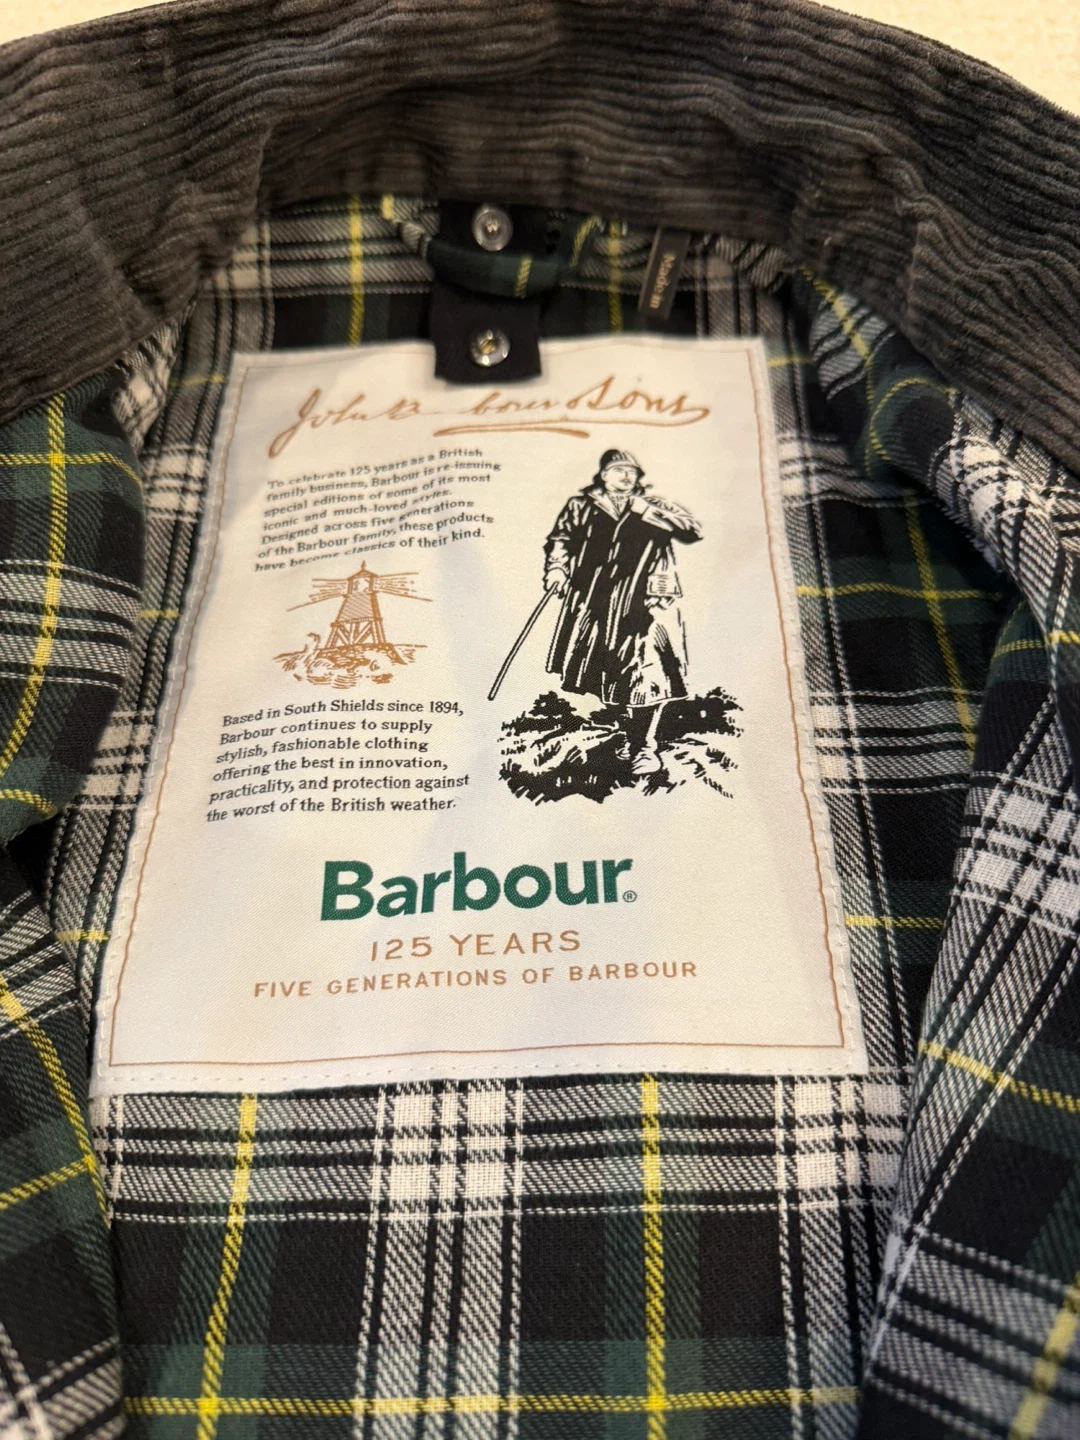 Made in
John Barbour & Sons
To celebrate 125 years as a British
family business, Barbour is re-issuing
special editions of some of its most
iconic and much-loved styles.
Designed across five generations
of the Barbour family, these products
have become classics of their kind.
Based in South Shields since 1894,
Barbour continues to supply
stylish, fashionable clothing
offering the best in innovation,
practicality, and protection against
the worst of the British weather.
Barbour®
125 YEARS
FIVE GENERATIONS OF BARBOUR